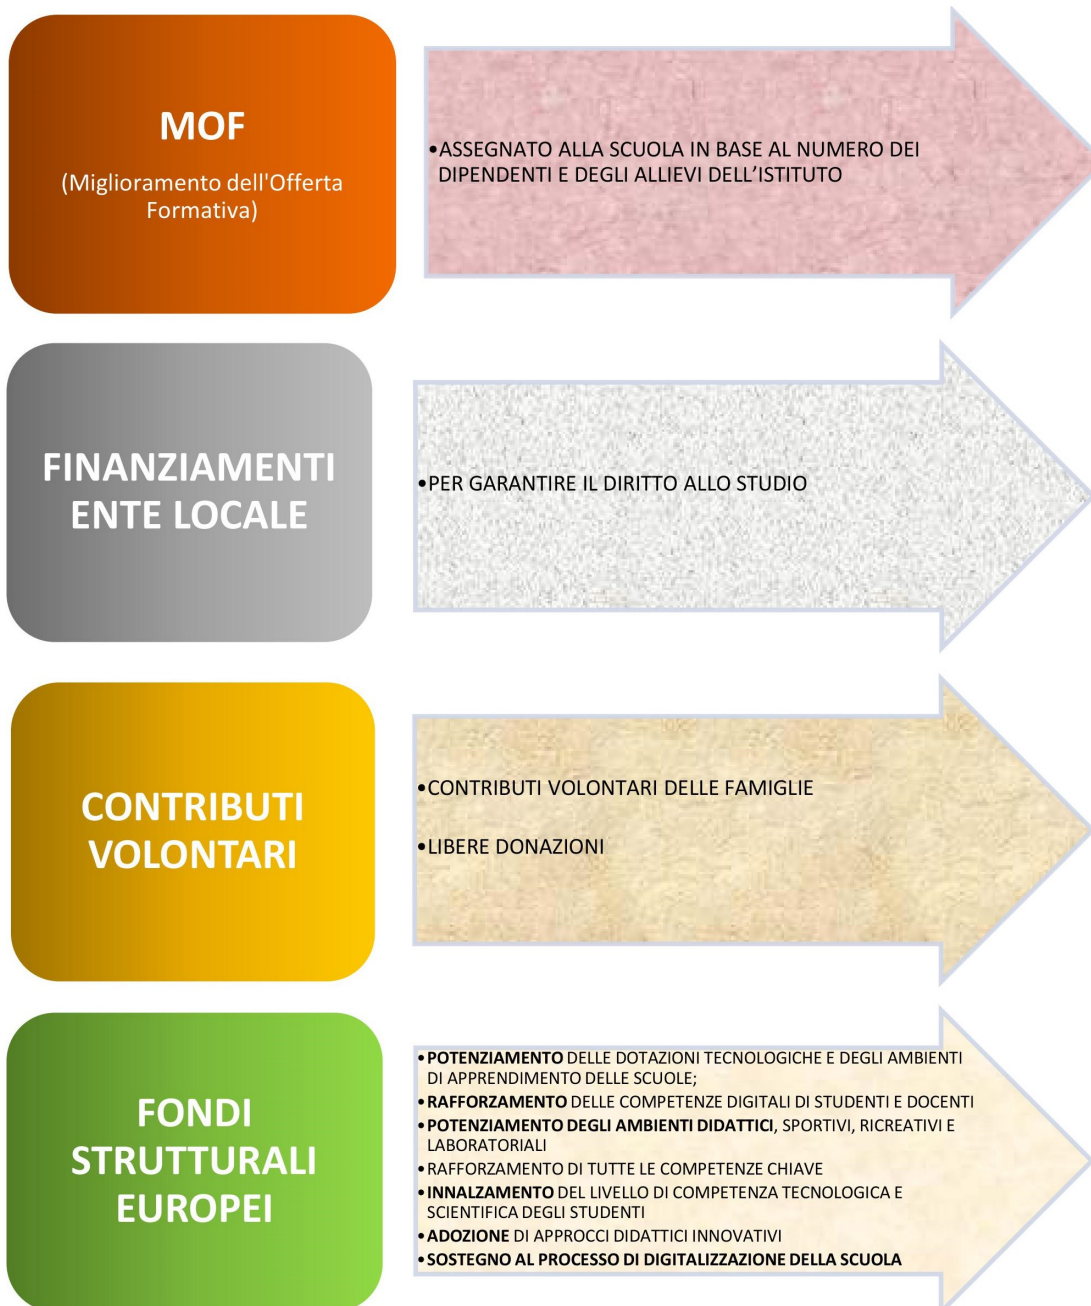 MOF
(Miglioramento dell'Offerta
Formativa)
•ASSEGNATO ALLA SCUOLA IN BASE AL NUMERO DEI
DIPENDENTI E DEGLI ALLIEVI DELL’ISTITUTO
FINANZIAMENTI
ENTE LOCALE
•PER GARANTIRE IL DIRITTO ALLO STUDIO
CONTRIBUTI
VOLONTARI
•CONTRIBUTI VOLONTARI DELLE FAMIGLIE
•LIBERE DONAZIONI
FONDI
STRUTTURALI
EUROPEI
•POTENZIAMENTO DELLE DOTAZIONI TECNOLOGICHE E DEGLI AMBIENTI
DI APPRENDIMENTO DELLE SCUOLE;
•RAFFORZAMENTO DELLE COMPETENZE DIGITALI DI STUDENTI E DOCENTI
•POTENZIAMENTO DEGLI AMBIENTI DIDATTICI, SPORTIVI, RICREATIVI E
LABORATORIALI
•RAFFORZAMENTO DI TUTTE LE COMPETENZE CHIAVE
•INNALZAMENTO DEL LIVELLO DI COMPETENZA TECNOLOGICA E
SCIENTIFICA DEGLI STUDENTI
•ADOZIONE DI APPROCCI DIDATTICI INNOVATIVI
•SOSTEGNO AL PROCESSO DI DIGITALIZZAZIONE DELLA SCUOLA